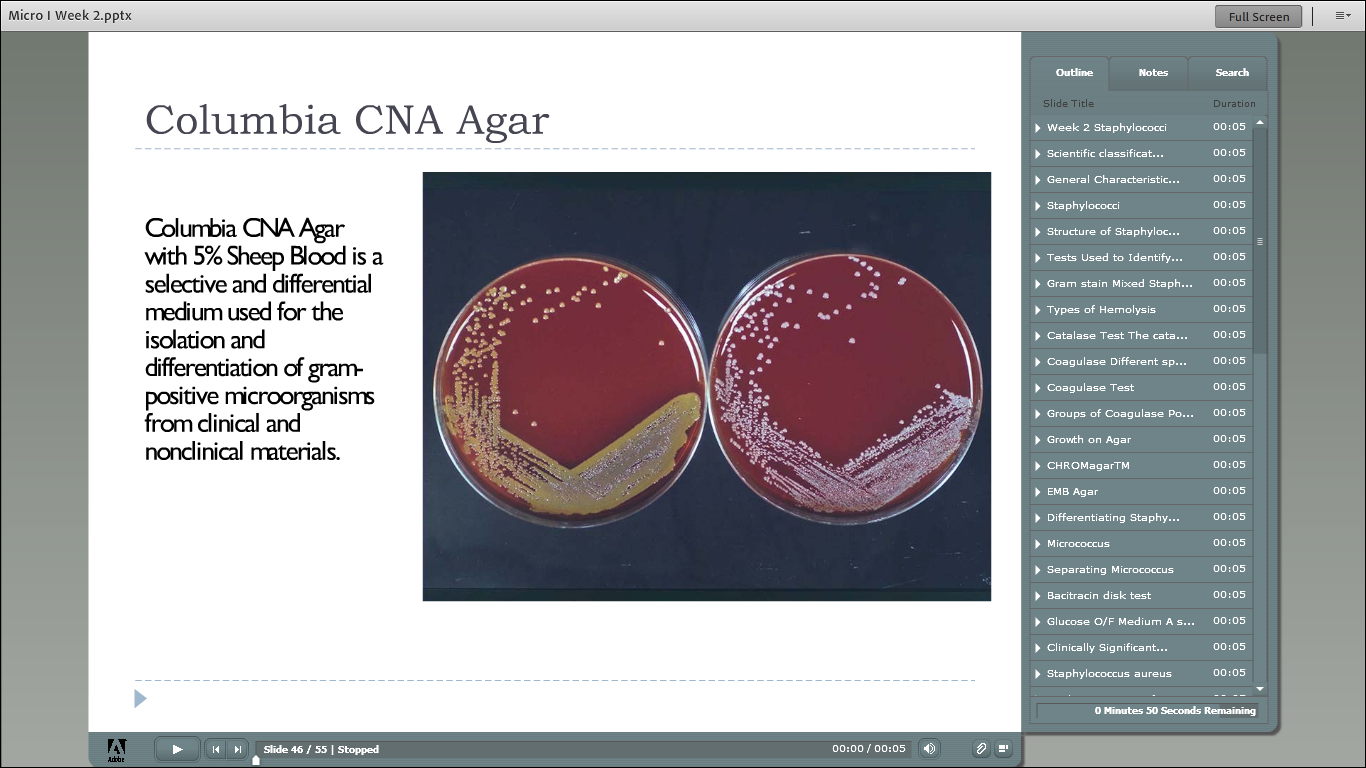 Micro I Week 2.pptx
Full Screen
Columbia CNA Agar
Columbia CNA Agar
with 5% Sheep Blood is a
selective and differential
medium used for the
isolation and
differentiation of gram-
positive microorganisms
from clinical and
nonclinical materials.
Outline Notes Search
Slide Title Duration
Week 2 Staphylococci 00:05
Scientific classificat... 00:05
General Characteristic... 00:05
Staphylococci 00:05
Structure of Staphyloc... 00:05
Tests Used to Identify... 00:05
Gram stain Mixed Staph... 00:05
Types of Hemolysis 00:05
Catalase Test The cata... 00:05
Coagulase Different sp... 00:05
Coagulase Test 00:05
Groups of Coagulase Po... 00:05
Growth on Agar 00:05
CHROMagarTM 00:05
EMB Agar 00:05
Differentiating Staphy... 00:05
Micrococcus 00:05
Separating Micrococcus 00:05
Bacitracin disk test 00:05
Glucose O/F Medium A s... 00:05
Clinically Significant... 00:05
Staphylococcus aureus 00:05
0 Minutes 50 Seconds Remaining
Adobe
Slide 46 / 55 | Stopped
00:00 / 00:05